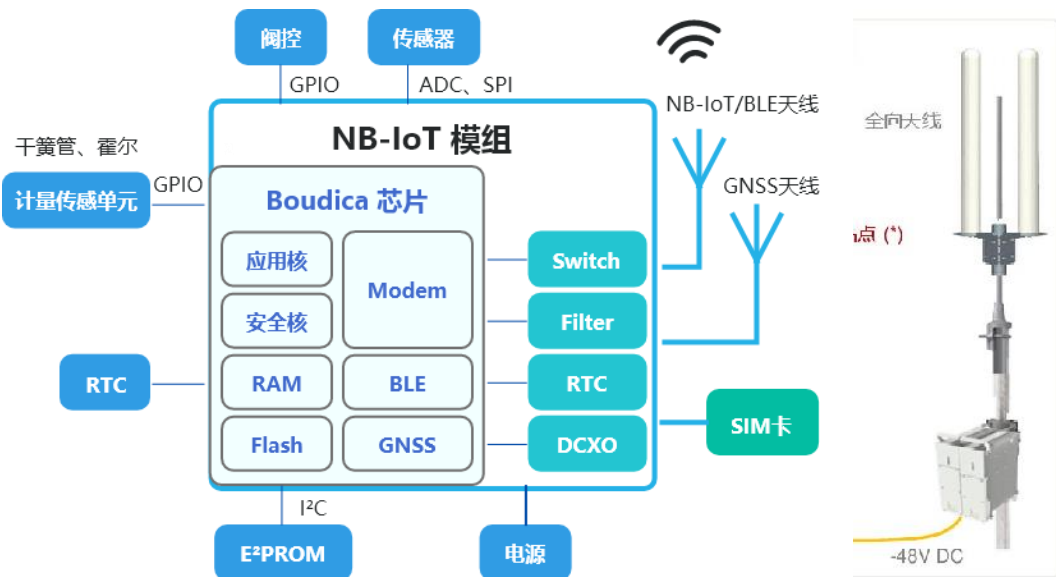 阀控
传感器
GPIO
ADC、SPI
NB-IoT/BLE天线
全向天线
NB-IoT 模组
干簧管、霍尔
GPIO
计量传感单元
Boudica 芯片
GNSS天线
点 (*)
应用核
Modem
Switch
安全核
Filter
RTC
RAM
BLE
RTC
SIM卡
Flash
GNSS
DCXO
I²C
E²PROM
电源
-48V DC